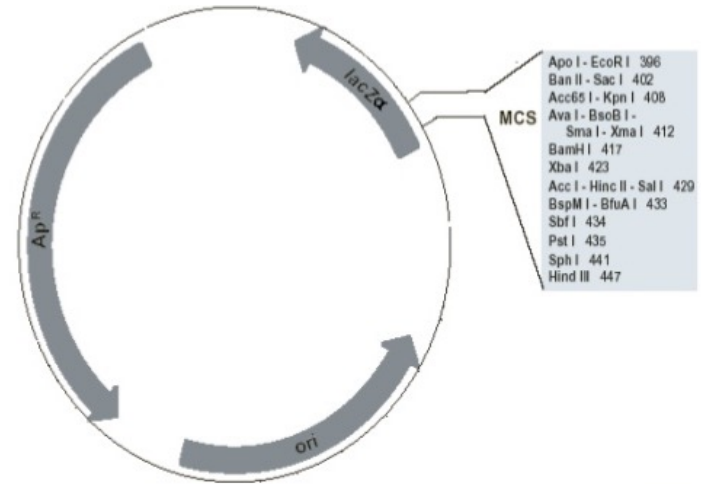 lacZα
Ap^R
ori
MCS
Apo I - EcoR I 396
Ban II - Sac I 402
Acc65 I - Kpn I 408
Ava I - BsoB I -
Sma I - Xma I 412
BamH I 417
Xba I 423
Acc I - Hinc II - Sal I 429
BspM I - BfuA I 433
Sbf I 434
Pst I 435
Sph I 441
Hind III 447